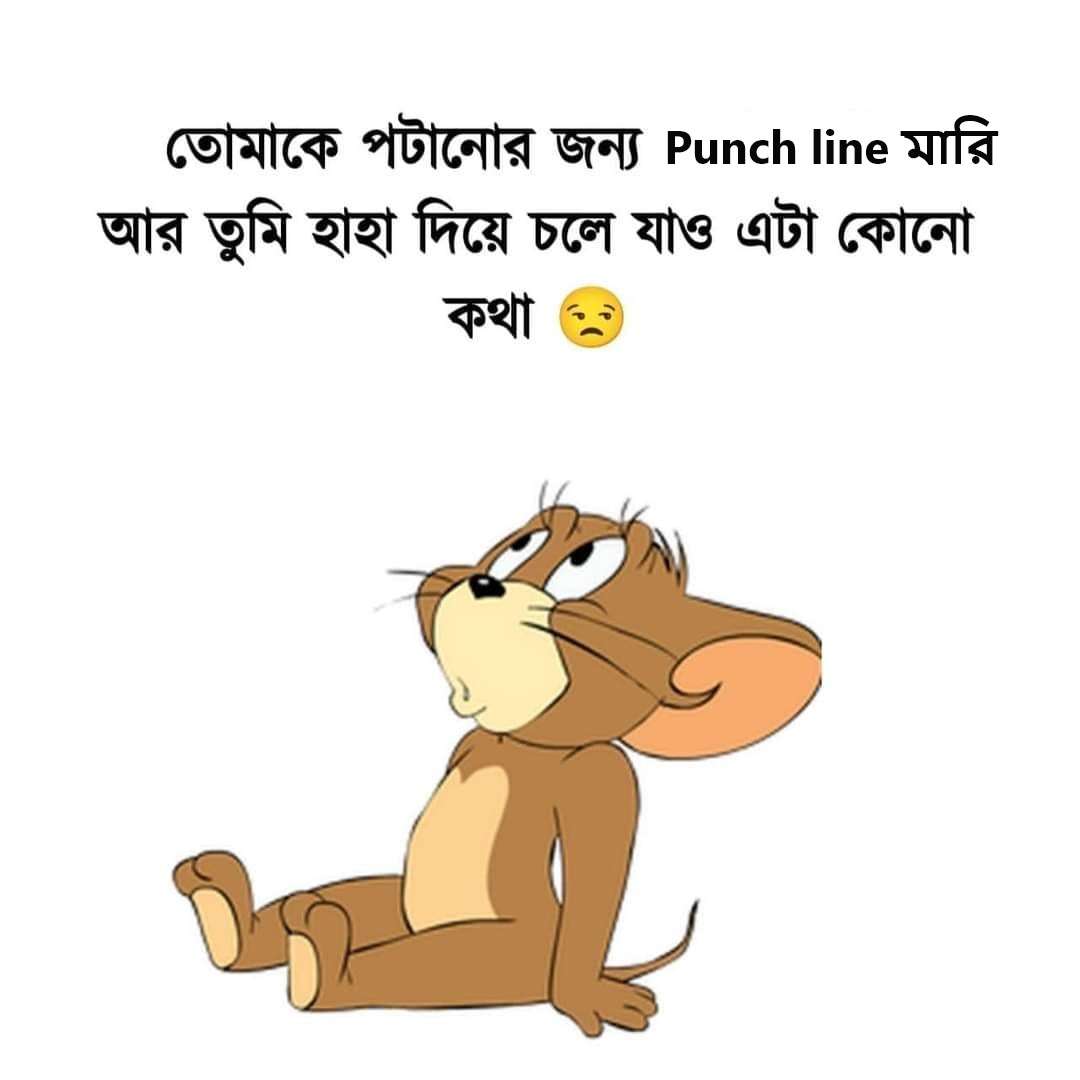 তোমাকে পটানোর জন্য Punch line মারি
আর তুমি হাহা দিয়ে চলে যাও এটা কোনো
কথা 😒